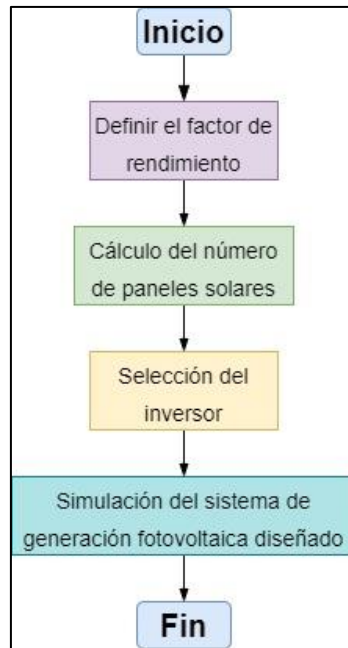 Inicio
Definir el factor de
rendimiento
Cálculo del número
de paneles solares
Selección del
inversor
Simulación del sistema de
generación fotovoltaica diseñado
Fin